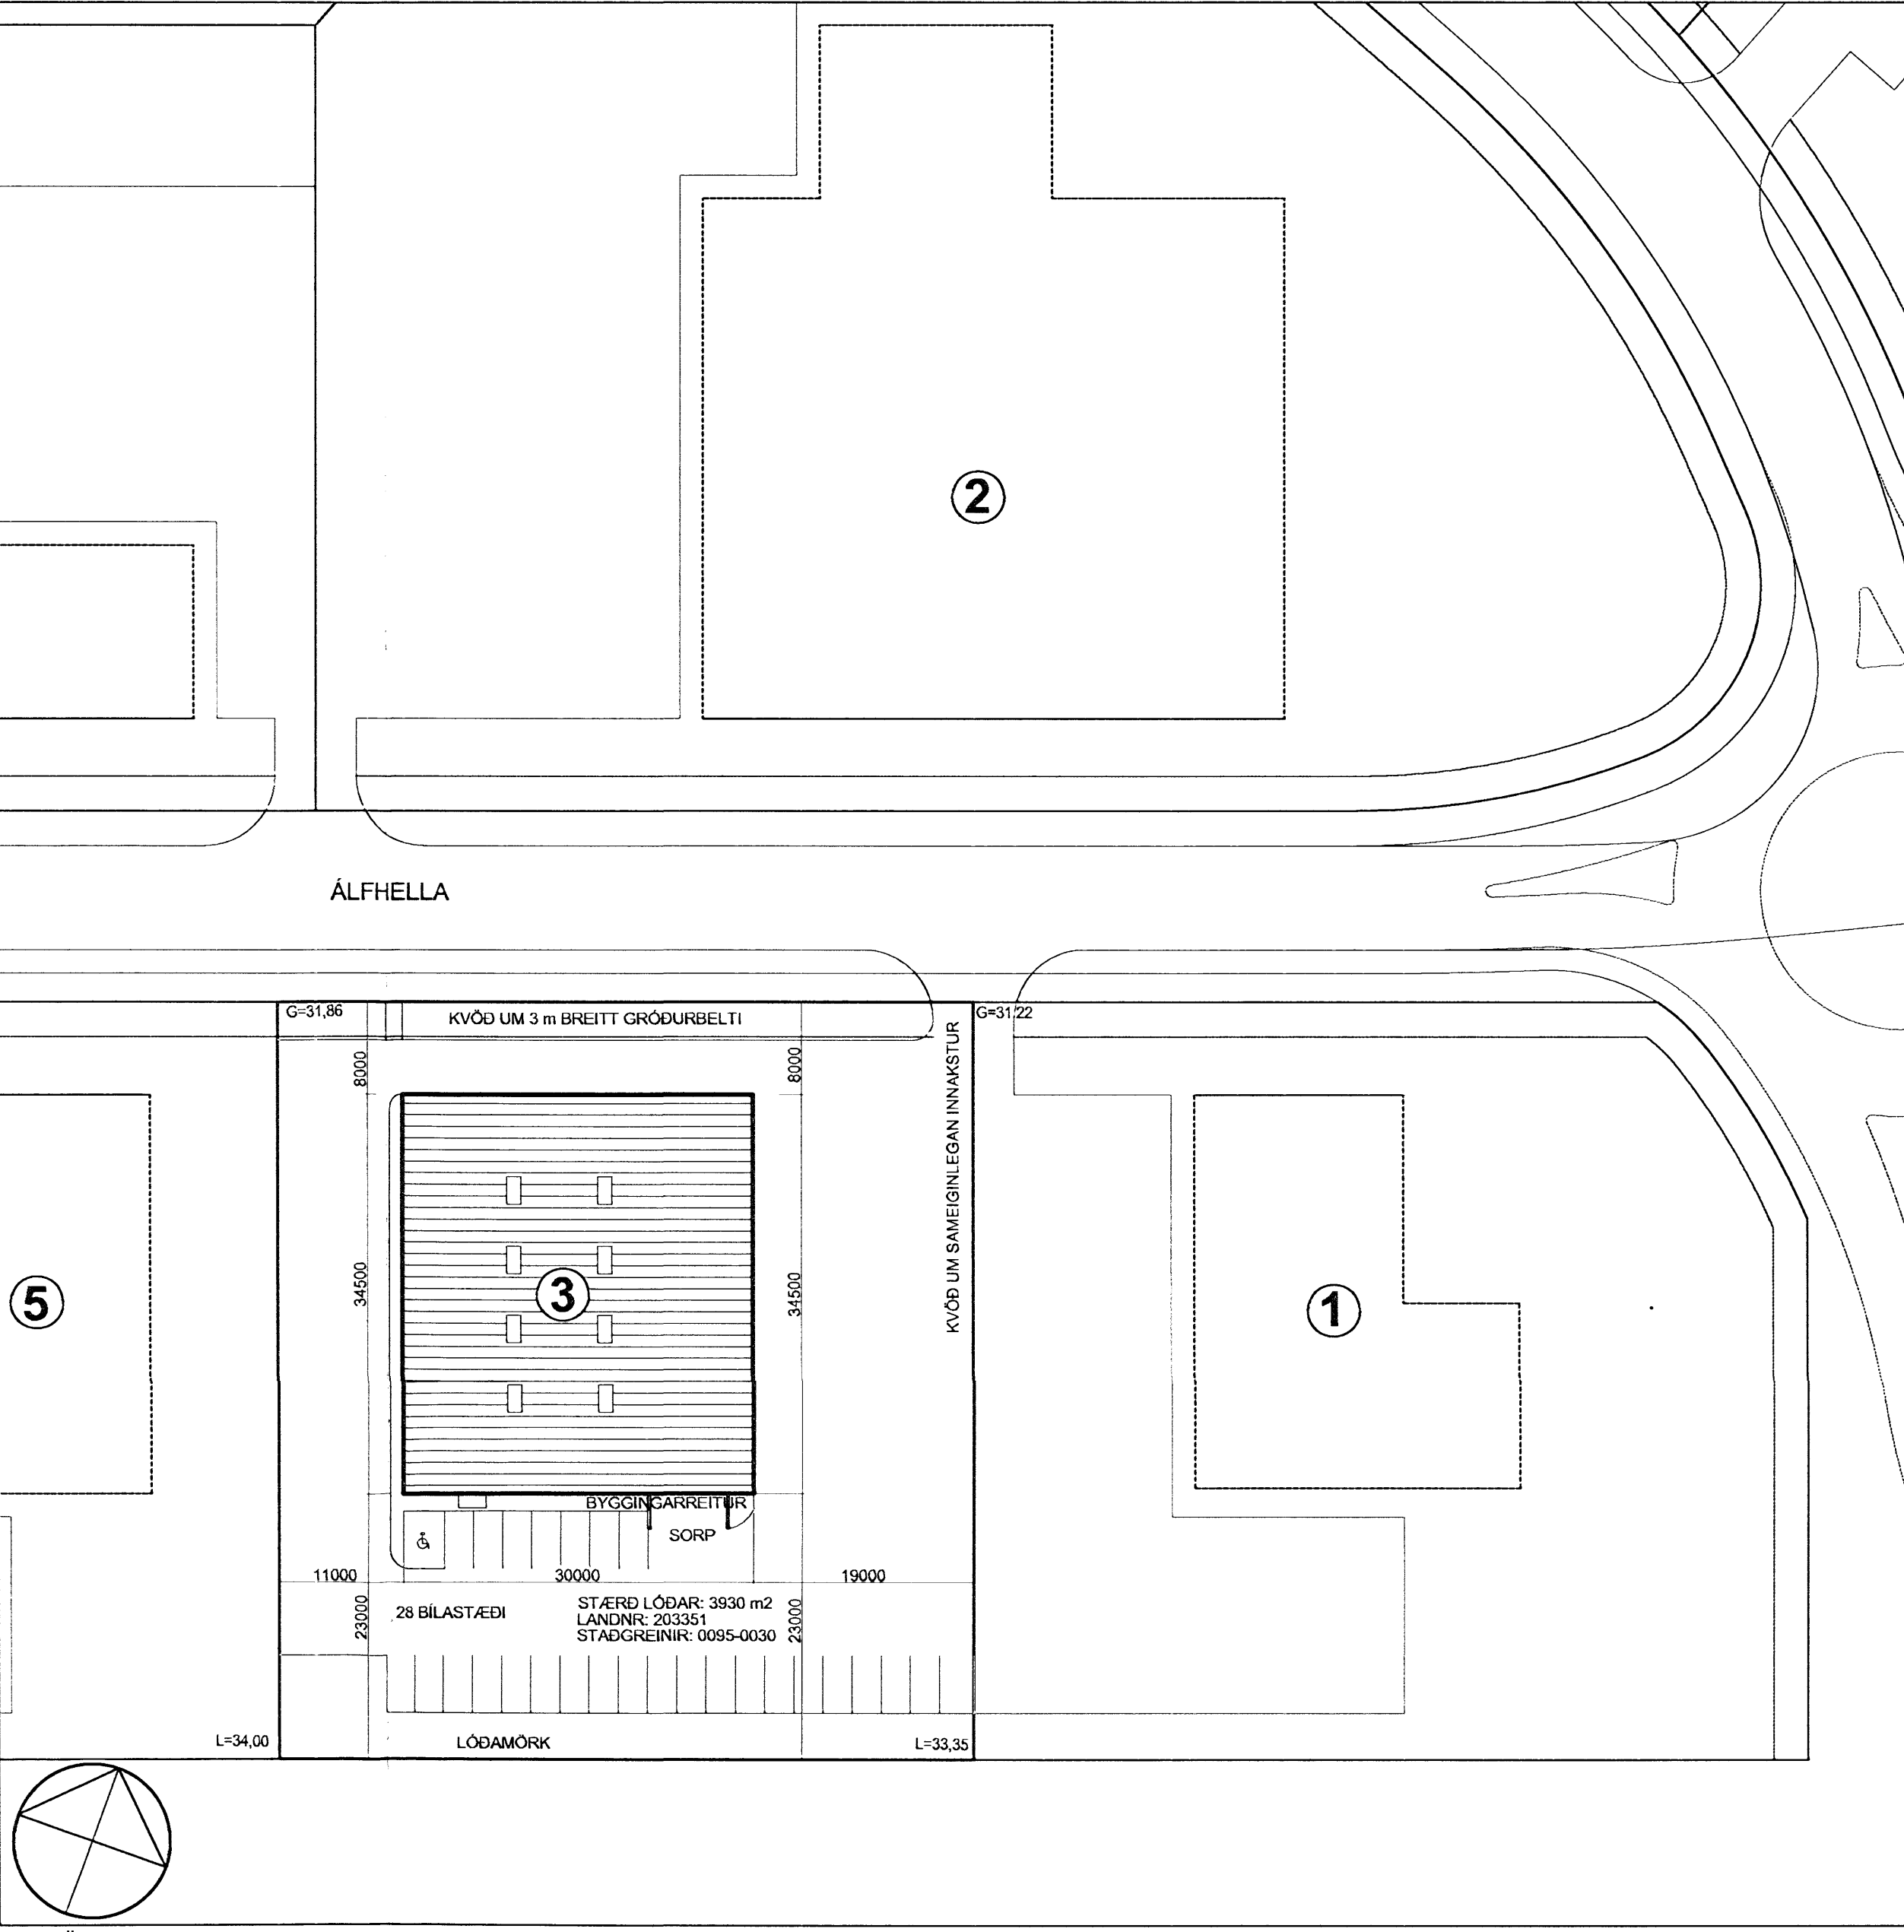 2
ÁLFHELLA
G=31,86
KVÖÐ UM 3 m BREITT GRÓÐURBELTI
G=31,22
KVÖÐ UM SAMEIGINLEGAN INNAKSTUR
8000
8000
34500
34500
5
3
1
BYGGINGARREITUR
SORP
11000
30000
19000
23000
28 BÍLASTÆÐI
STÆRÐ LÓÐAR: 3930 m2
LANDNR: 203351
STAÐGREINIR: 0095-0030
23000
L=34,00
LÓÐAMÖRK
L=33,35